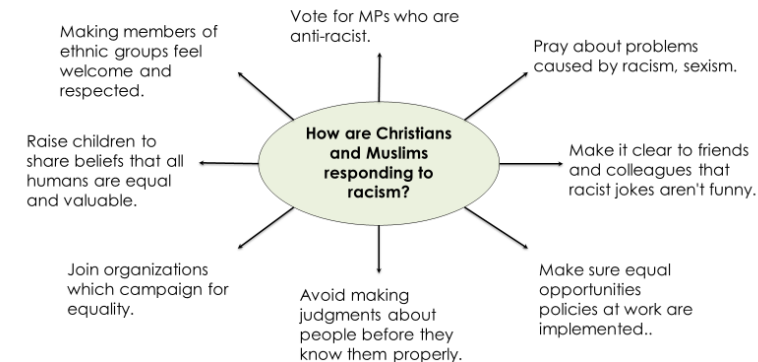 Vote for MPs who are
anti-racist.
Making members of
ethnic groups feel
welcome and
respected.
Pray about problems
caused by racism, sexism.
How are Christians
and Muslims
responding to
racism?
Raise children to
share beliefs that all
humans are equal
and valuable.
Make it clear to friends
and colleagues that
racist jokes aren't funny.
Join organizations
which campaign for
equality.
Avoid making
judgments about
people before they
know them properly.
Make sure equal
opportunities
policies at work are
implemented..